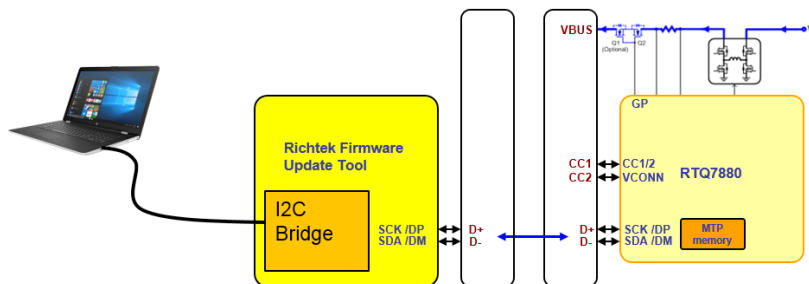 VBUS
Q1
Q2
(Optional)
V
GP
Richtek Firmware
Update Tool
I2C
Bridge
SCK /DP
SDA /DM
D+
D-
CC1
CC2
CC1/2
VCONN
RTQ7880
D+
D-
SCK /DP
SDA /DM
MTP
memory